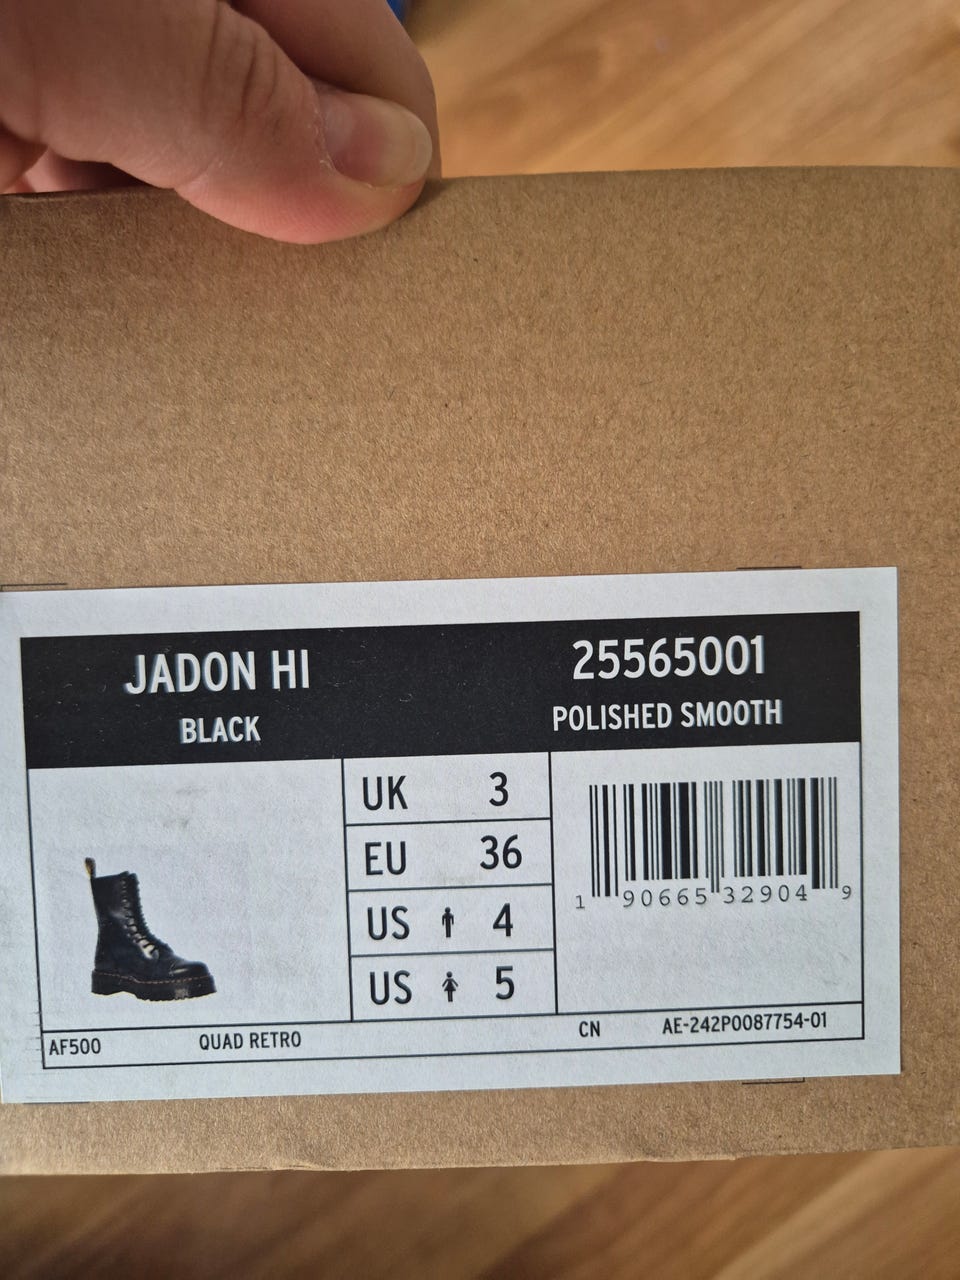 JADON HI
BLACK
25565001
POLISHED SMOOTH
UK 3
EU 36
US 4
US 5
1 90665 32904 9
AF500 QUAD RETRO CN AE-242P0087754-01